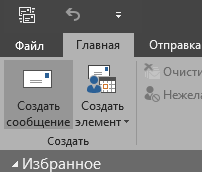 Файл Главная Отправка
Создать сообщение
Создать элемент
Очисти
Нежела
Создать
Избранное